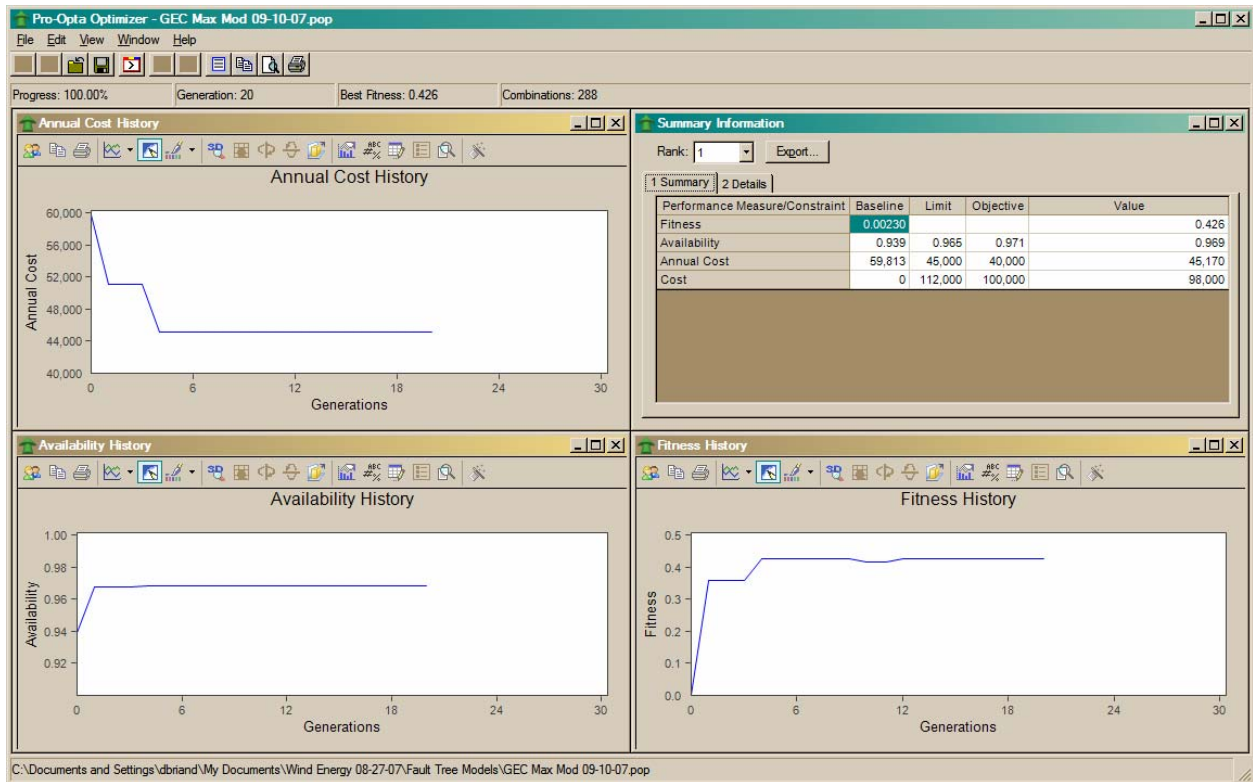 Pro-Opta Optimizer - GEC Max Mod 09-10-07.pop
File Edit View Window Help
Progress: 100.00% Generation: 20 Best Fitness: 0.426 Combinations: 288
Annual Cost History
3D
ABC #%
Annual Cost History
60,000
56,000
52,000
48,000
44,000
40,000
Annual Cost
0 6 12 18 24 30
Generations
Summary Information
Rank: 1 Export...
1 Summary 2 Details
Performance Measure/Constraint Baseline Limit Objective Value
Fitness 0.00230 0.426
Availability 0.939 0.965 0.971 0.969
Annual Cost 59,813 45,000 40,000 45,170
Cost 0 112,000 100,000 98,000
Availability History
3D
ABC #%
Availability History
1.00
0.98
0.96
0.94
0.92
Availability
0 6 12 18 24 30
Generations
Fitness History
3D
ABC #%
Fitness History
0.5
0.4
0.3
0.2
0.1
0.0
Fitness
0 6 12 18 24 30
Generations
C:\Documents and Settings\dbriand\My Documents\Wind Energy 08-27-07\Fault Tree Models\GEC Max Mod 09-10-07.pop